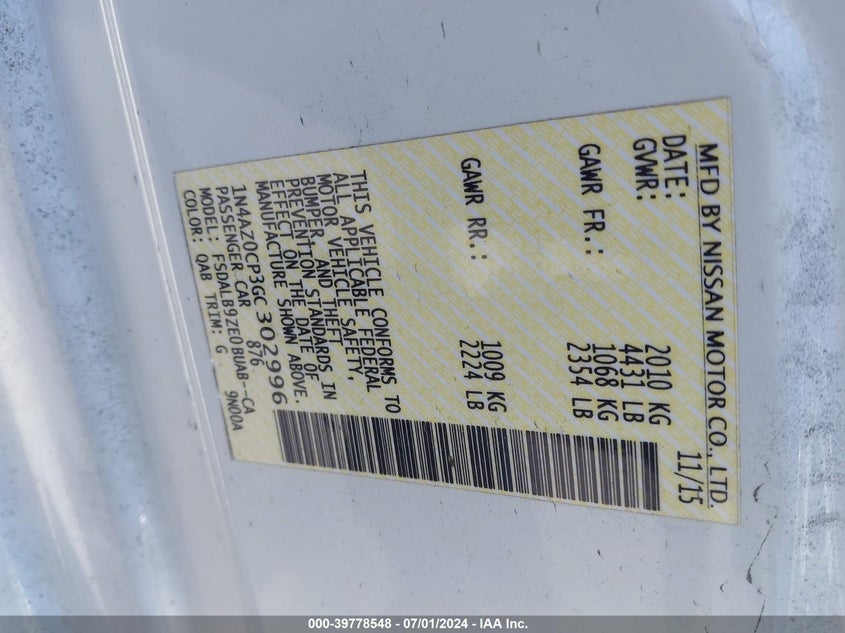 MFD BY NISSAN MOTOR CO., LTD.
DATE: 11/15
GVWR: 2010 KG
4431 LB
GAWR FR.: 1068 KG
2354 LB
GAWR RR.: 1009 KG
2224 LB
THIS VEHICLE CONFORMS TO
ALL APPLICABLE FEDERAL
MOTOR VEHICLE SAFETY,
BUMPER, AND THEFT
PREVENTION STANDARDS IN
EFFECT ON THE DATE OF
MANUFACTURE SHOWN ABOVE.
1N4AZ0CP3GC302996
PASSENGER CAR 876
MODEL: FSDALB9ZE0BUAB--CA
COLOR: QAB TRIM: G 9N00A
000-39778548 - 07/01/2024 - IAA Inc.